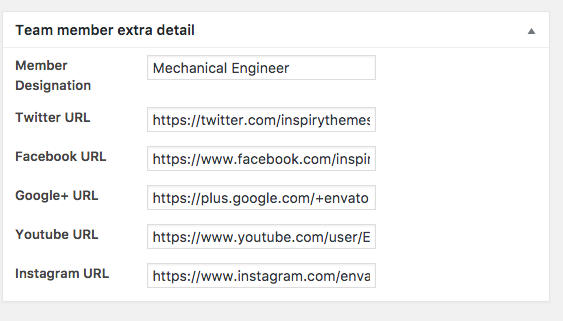 Team member extra detail
Member Designation Mechanical Engineer
Twitter URL https://twitter.com/inspirythemes
Facebook URL https://www.facebook.com/inspir
Google+ URL https://plus.google.com/+envato
Youtube URL https://www.youtube.com/user/E
Instagram URL https://www.instagram.com/enva